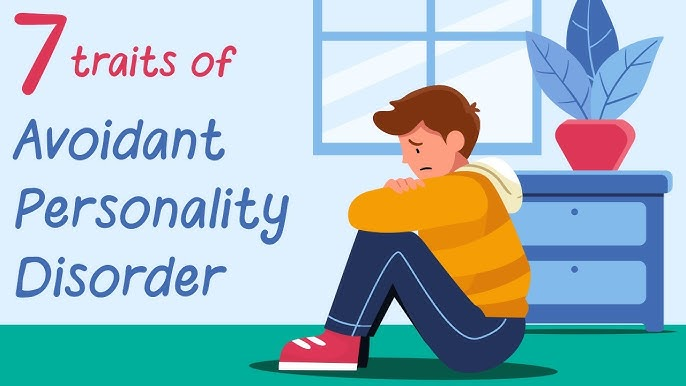 7 traits of
Avoidant
Personality
Disorder